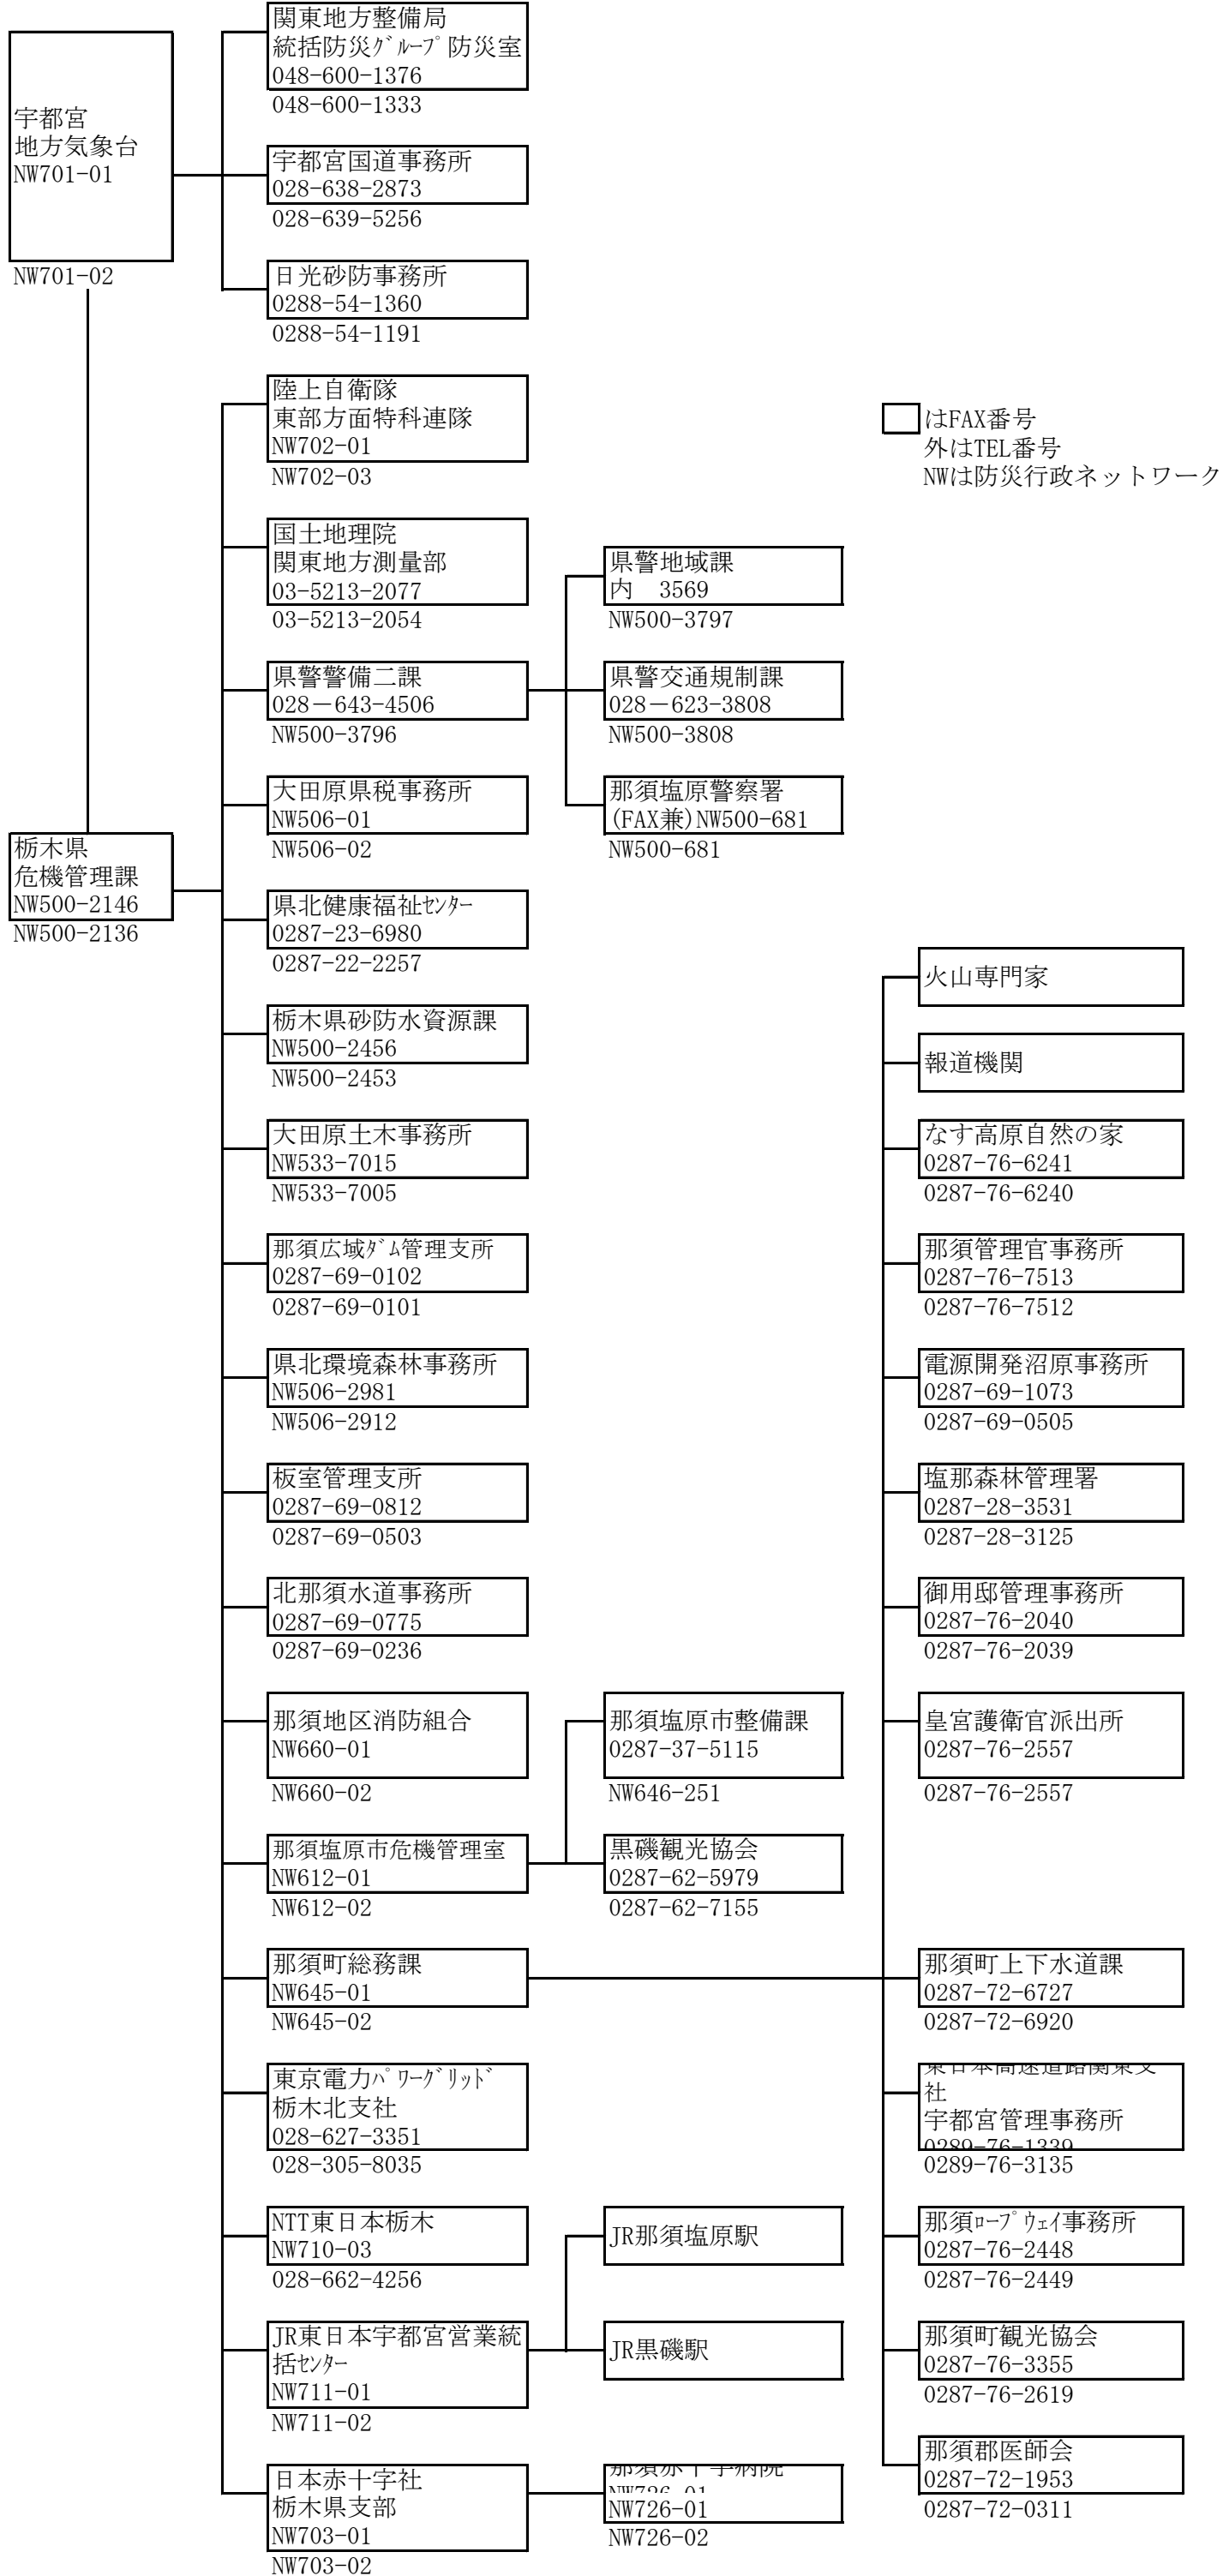 宇都宮
地方気象台
NW701-01
NW701-02
栃木県
危機管理課
NW500-2146
NW500-2136
関東地方整備局
統括防災ｸﾞﾙｰﾌﾟ防災室
048-600-1376
048-600-1333
宇都宮国道事務所
028-638-2873
028-639-5256
日光砂防事務所
0288-54-1360
0288-54-1191
陸上自衛隊
東部方面特科連隊
NW702-01
NW702-03
国土地理院
関東地方測量部
03-5213-2077
03-5213-2054
県警警備二課
028－643-4506
NW500-3796
大田原県税事務所
NW506-01
NW506-02
県北健康福祉ｾﾝﾀｰ
0287-23-6980
0287-22-2257
栃木県砂防水資源課
NW500-2456
NW500-2453
大田原土木事務所
NW533-7015
NW533-7005
那須広域ﾀﾞﾑ管理支所
0287-69-0102
0287-69-0101
県北環境森林事務所
NW506-2981
NW506-2912
板室管理支所
0287-69-0812
0287-69-0503
北那須水道事務所
0287-69-0775
0287-69-0236
那須地区消防組合
NW660-01
NW660-02
那須塩原市危機管理室
NW612-01
NW612-02
那須町総務課
NW645-01
NW645-02
東京電力ﾊﾟﾜｰｸﾞﾘｯﾄﾞ
栃木北支社
028-627-3351
028-305-8035
NTT東日本栃木
NW710-03
028-662-4256
JR東日本宇都宮営業統
括ｾﾝﾀｰ
NW711-01
NW711-02
日本赤十字社
栃木県支部
NW703-01
NW703-02
県警地域課
内　3569
NW500-3797
県警交通規制課
028－623-3808
NW500-3808
那須塩原警察署
(FAX兼)NW500-681
NW500-681
那須塩原市整備課
0287-37-5115
NW646-251
黒磯観光協会
0287-62-5979
0287-62-7155
JR那須塩原駅
JR黒磯駅
那須赤十字病院
NW726-01
NW726-01
NW726-02
はFAX番号
外はTEL番号
NWは防災行政ネットワーク
火山専門家
報道機関
なす高原自然の家
0287-76-6241
0287-76-6240
那須管理官事務所
0287-76-7513
0287-76-7512
電源開発沼原事務所
0287-69-1073
0287-69-0505
塩那森林管理署
0287-28-3531
0287-28-3125
御用邸管理事務所
0287-76-2040
0287-76-2039
皇宮護衛官派出所
0287-76-2557
0287-76-2557
那須町上下水道課
0287-72-6727
0287-72-6920
東日本高速道路関東支
社
宇都宮管理事務所
0289-76-1339
0289-76-3135
那須ﾛｰﾌﾟｳｪｲ事務所
0287-76-2448
0287-76-2449
那須町観光協会
0287-76-3355
0287-76-2619
那須郡医師会
0287-72-1953
0287-72-0311